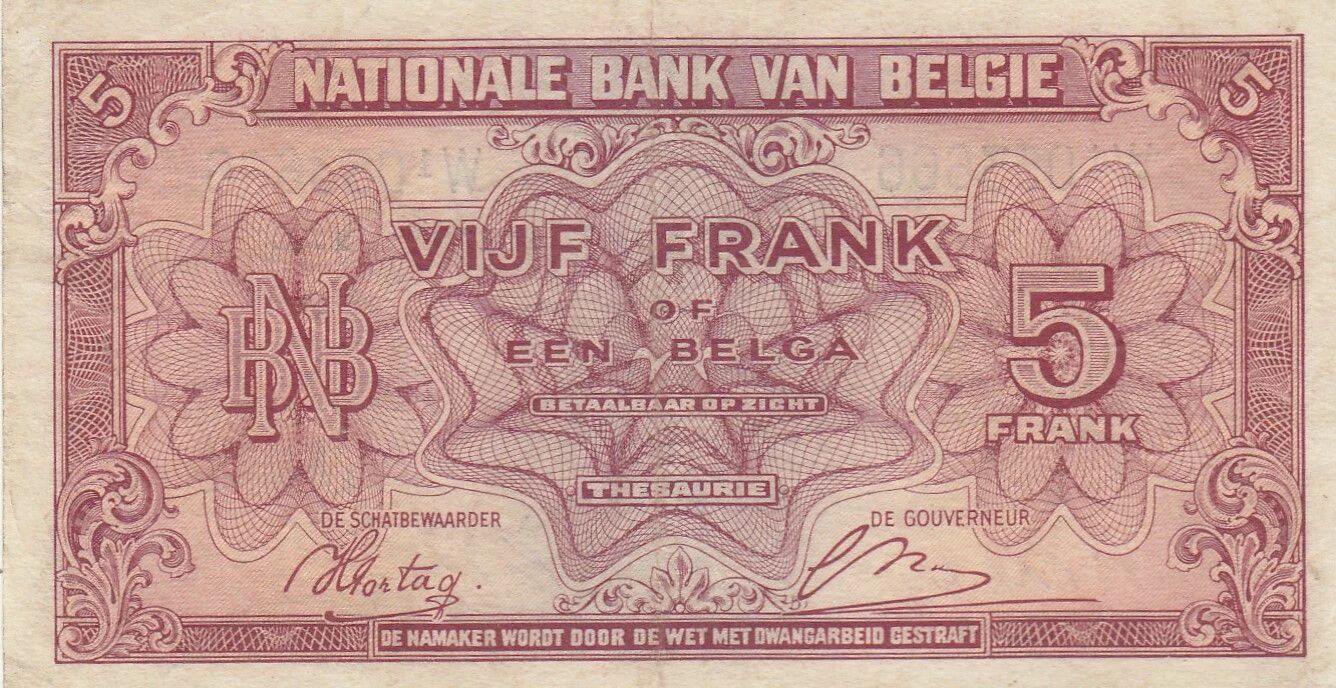 5 NATIONALE BANK VAN BELGIE 5
VIJF FRANK
OF
EEN BELGA
BETAALBAAR OP ZICHT
THESAURIE
NBB
5
FRANK
DE SCHATBEWAARDER
DE GOUVERNEUR
DE NAMAKER WORDT DOOR DE WET MET DWANGARBEID GESTRAFT